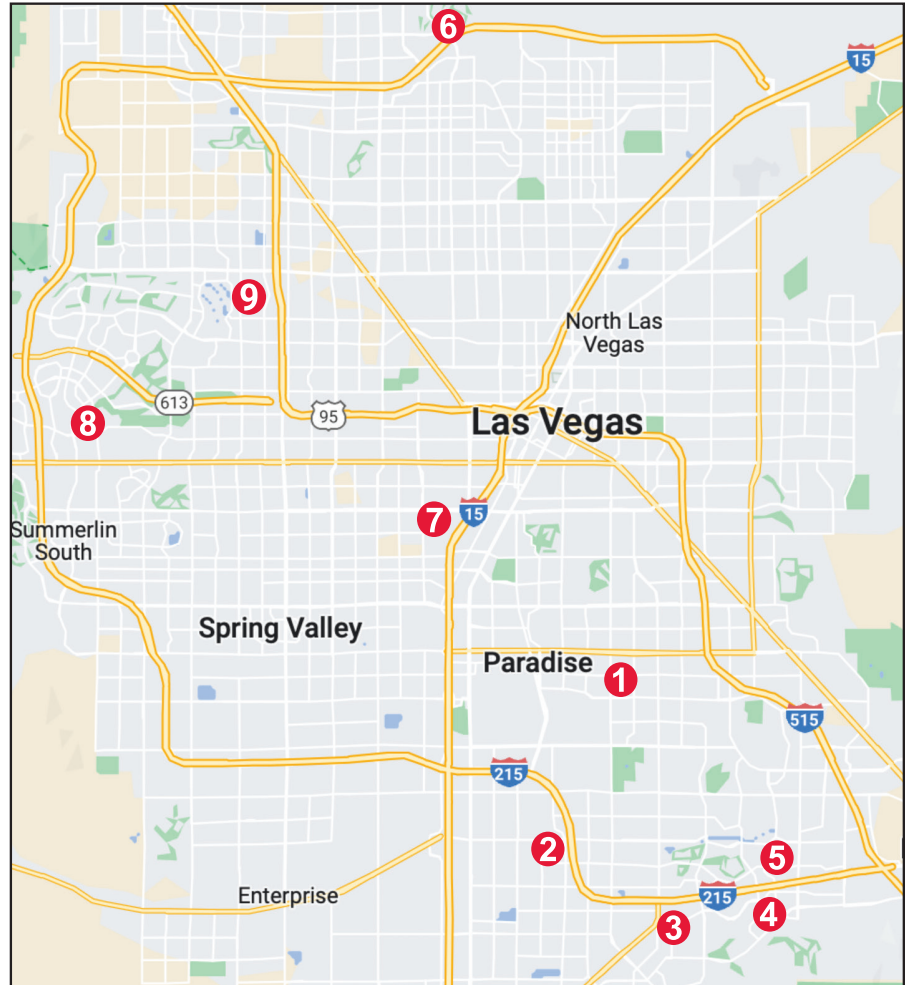 6
15
9
North Las
Vegas
613
95
Las Vegas
8
7
15
Summerlin
South
Spring Valley
Paradise
1
515
215
2
5
Enterprise
215
4
3